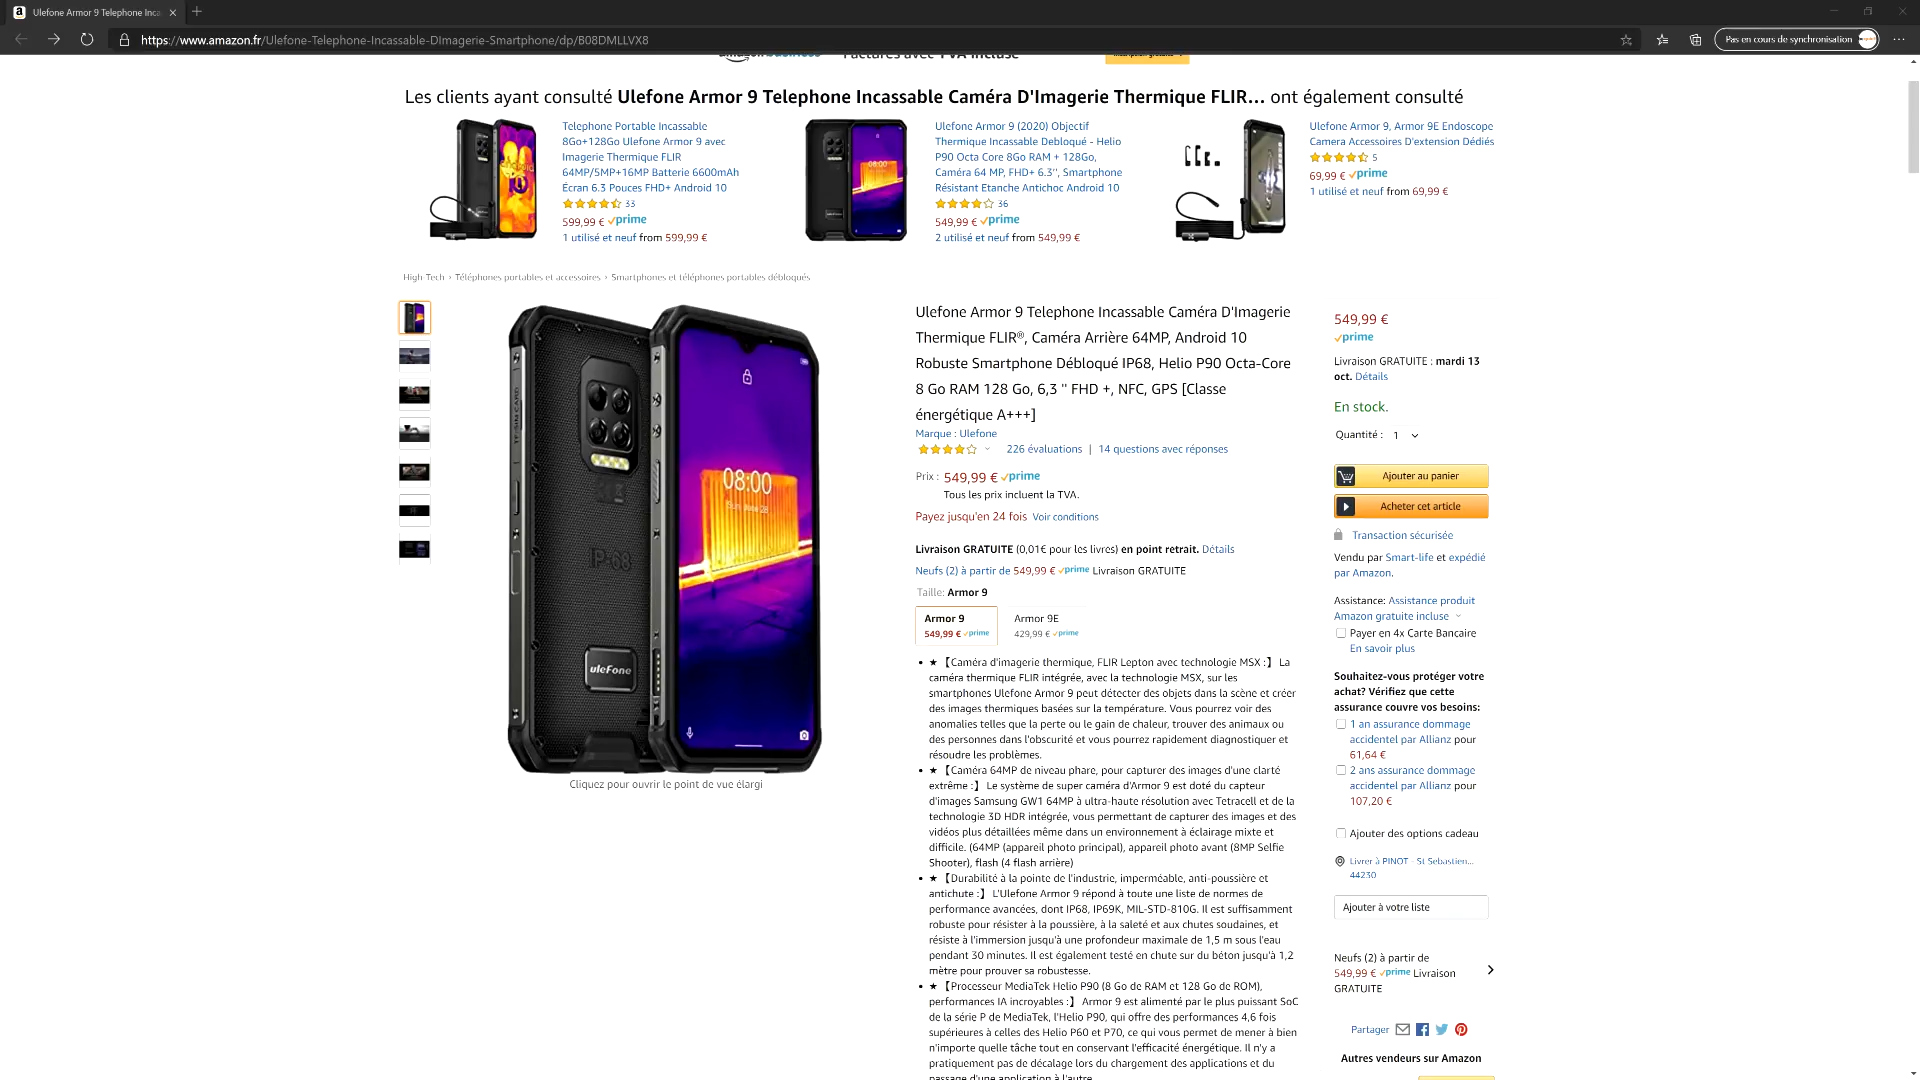 Ulefone Armor 9 Telephone Inca
https://www.amazon.fr/Ulefone-Telephone-Incassable-DImagerie-Smartphone/dp/B08DMLLVX8
Pas en cours de synchronisation
Factures avec TVA incluse
Les clients ayant consulté Ulefone Armor 9 Telephone Incassable Caméra D'Imagerie Thermique FLIR… ont également consulté
Telephone Portable Incassable
8Go+128Go Ulefone Armor 9 avec
Imagerie Thermique FLIR
64MP/5MP+16MP Batterie 6600mAh
Écran 6.3 Pouces FHD+ Android 10
33
599,99 € prime
1 utilisé et neuf from 599,99 €
Ulefone Armor 9 (2020) Objectif
Thermique Incassable Debloqué - Helio
P90 Octa Core 8Go RAM + 128Go,
Caméra 64 MP, FHD+ 6.3'', Smartphone
Résistant Etanche Antichoc Android 10
36
549,99 € prime
2 utilisé et neuf from 549,99 €
Ulefone Armor 9, Armor 9E Endoscope
Camera Accessoires D'extension Dédiés
5
69,99 € prime
1 utilisé et neuf from 69,99 €
High-Tech › Téléphones portables et accessoires › Smartphones et téléphones portables débloqués
TF/SIM CARD
IP-68
uleFone
08:00
Cliquez pour ouvrir le point de vue élargi
Ulefone Armor 9 Telephone Incassable Caméra D'Imagerie
Thermique FLIR®, Caméra Arrière 64MP, Android 10
Robuste Smartphone Débloqué IP68, Helio P90 Octa-Core
8 Go RAM 128 Go, 6,3 '' FHD +, NFC, GPS [Classe
énergétique A+++]
Marque : Ulefone
226 évaluations | 14 questions avec réponses
Prix : 549,99 € prime
Tous les prix incluent la TVA.
Payez jusqu'en 24 fois Voir conditions
Livraison GRATUITE (0,01€ pour les livres) en point retrait. Détails
Neufs (2) à partir de 549,99 € prime Livraison GRATUITE
Taille: Armor 9
Armor 9
549,99 € prime
Armor 9E
429,99 € prime
• ★【Caméra d'imagerie thermique, FLIR Lepton avec technologie MSX :】 La
caméra thermique FLIR intégrée, avec la technologie MSX, sur les
smartphones Ulefone Armor 9 peut détecter des objets dans la scène et créer
des images thermiques basées sur la température. Vous pourrez voir des
anomalies telles que la perte ou le gain de chaleur, trouver des animaux ou
des personnes dans l'obscurité et vous pourrez rapidement diagnostiquer et
résoudre les problèmes.
• ★【Caméra 64MP de niveau phare, pour capturer des images d'une clarté
extrême :】 Le système de super caméra d'Armor 9 est doté du capteur
d'images Samsung GW1 64MP à ultra-haute résolution avec Tetracell et de la
technologie 3D HDR intégrée, vous permettant de capturer des images et des
vidéos plus détaillées même dans un environnement à éclairage mixte et
difficile. (64MP (appareil photo principal), appareil photo avant (8MP Selfie
Shooter), flash (4 flash arrière)
• ★【Durabilité à la pointe de l'industrie, imperméable, anti-poussière et
antichute :】 L'Ulefone Armor 9 répond à toute une liste de normes de
performance avancées, dont IP68, IP69K, MIL-STD-810G. Il est suffisamment
robuste pour résister à la poussière, à la saleté et aux chutes soudaines, et
résiste à l'immersion jusqu'à une profondeur maximale de 1,5 m sous l'eau
pendant 30 minutes. Il est également testé en chute sur du béton jusqu'à 1,2
mètre pour prouver sa robustesse.
• ★【Processeur MediaTek Helio P90 (8 Go de RAM et 128 Go de ROM),
performances IA incroyables :】 Armor 9 est alimenté par le plus puissant SoC
de la série P de MediaTek, l'Helio P90, qui offre des performances 4,6 fois
supérieures à celles des Helio P60 et P70, ce qui vous permet de mener à bien
n'importe quelle tâche tout en conservant l'efficacité énergétique. Il n'y a
pratiquement pas de décalage lors du chargement des applications et du
passage d'une application à l'autre.
549,99 €
prime
Livraison GRATUITE : mardi 13
oct. Détails
En stock.
Quantité : 1
Ajouter au panier
Acheter cet article
Transaction sécurisée
Vendu par Smart-life et expédié
par Amazon.
Assistance: Assistance produit
Amazon gratuite incluse
Payer en 4x Carte Bancaire
En savoir plus
Souhaitez-vous protéger votre
achat? Vérifiez que cette
assurance couvre vos besoins:
1 an assurance dommage
accidentel par Allianz pour
61,64 €
2 ans assurance dommage
accidentel par Allianz pour
107,20 €
Ajouter des options cadeau
Livrer à PINOT - St Sebastien...
44230
Ajouter à votre liste
Neufs (2) à partir de
549,99 € prime Livraison
GRATUITE
Partager
Autres vendeurs sur Amazon